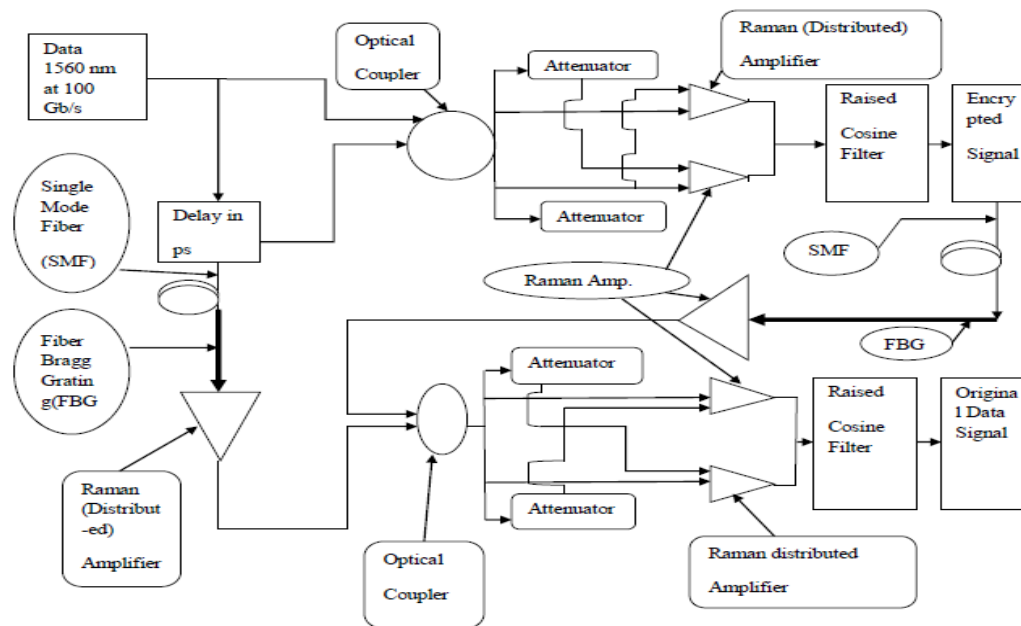 Data
1560 nm
at 100
Gb/s
Optical
Coupler
Attenuator
Raman (Distributed)
Amplifier
Raised
Cosine
Filter
Encry
pted
Signal
Single
Mode
Fiber
(SMF)
Delay in
ps
Attenuator
SMF
Raman Amp.
Fiber
Bragg
Gratin
g(FBG
FBG
Attenuator
Raised
Cosine
Filter
Origina
l Data
Signal
Raman
(Distribut
-ed)
Amplifier
Attenuator
Optical
Coupler
Raman distributed
Amplifier